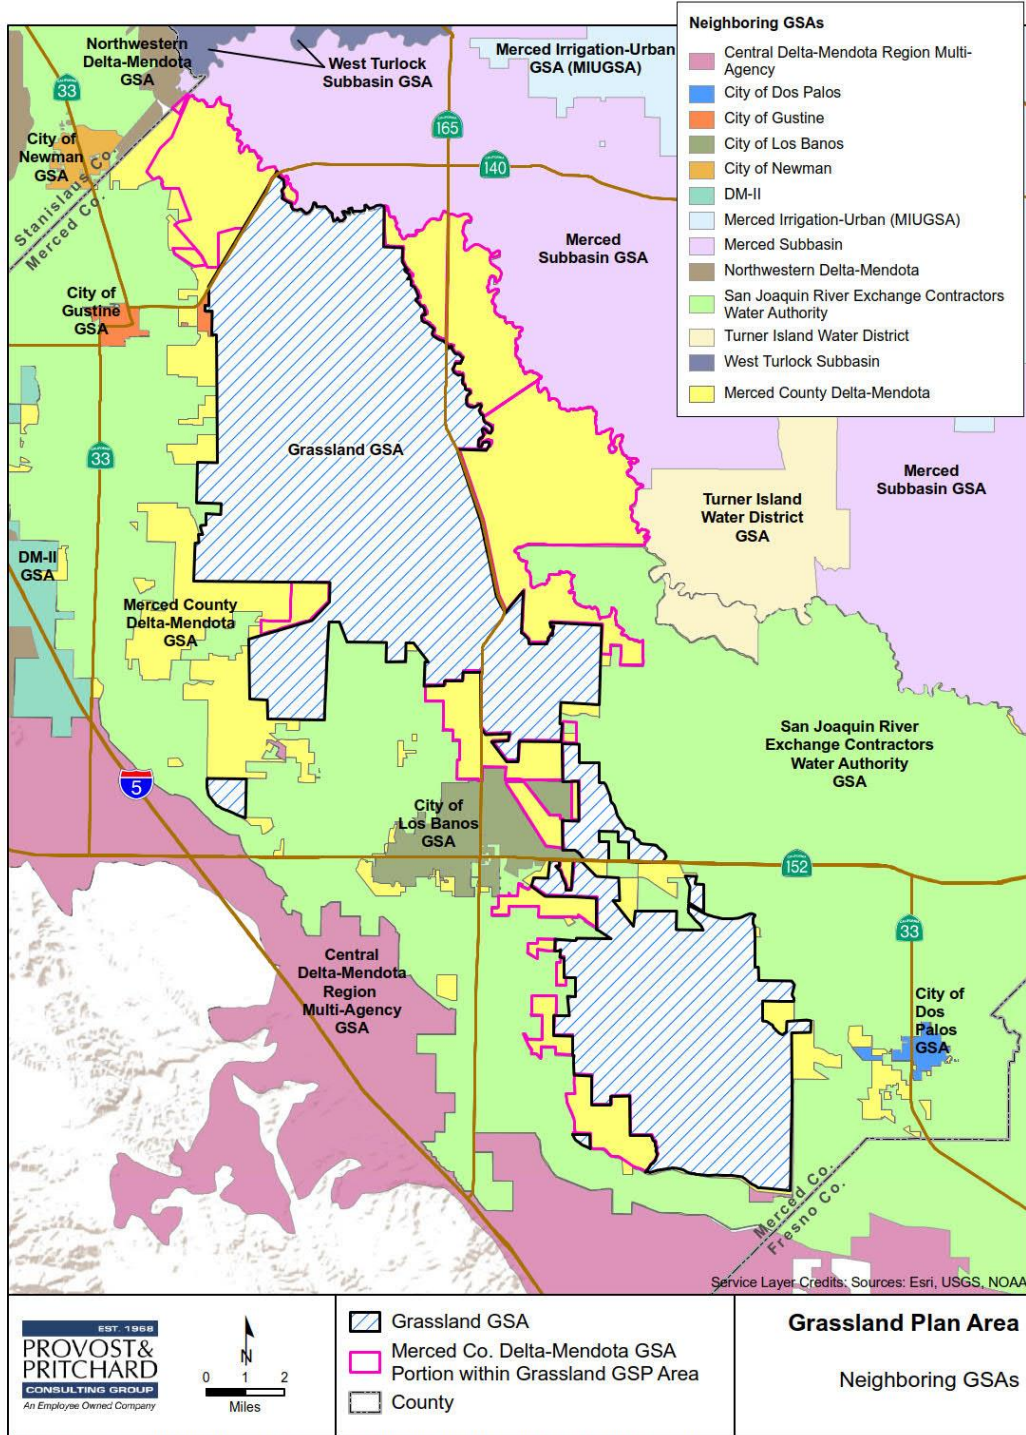 Neighboring GSAs
Central Delta-Mendota Region Multi-
Agency
City of Dos Palos
City of Gustine
City of Los Banos
City of Newman
DM-II
Merced Irrigation-Urban (MIUGSA)
Merced Subbasin
Northwestern Delta-Mendota
San Joaquin River Exchange Contractors
Water Authority
Turner Island Water District
West Turlock Subbasin
Merced County Delta-Mendota
Northwestern
Delta-Mendota
GSA
West Turlock
Subbasin GSA
Merced Irrigation-Urban
GSA (MIUGSA)
CALIFORNIA
33
CALIFORNIA
165
CALIFORNIA
140
City of
Newman
GSA
Stanislaus Co.
Merced Co.
Merced
Subbasin GSA
City of
Gustine
GSA
CALIFORNIA
33
Grassland GSA
Merced
Subbasin GSA
Turner Island
Water District
GSA
DM-II
GSA
Merced County
Delta-Mendota
GSA
San Joaquin River
Exchange Contractors
Water Authority
GSA
5
City of
Los Banos
GSA
CALIFORNIA
152
CALIFORNIA
33
Central
Delta-Mendota
Region
Multi-Agency
GSA
City of
Dos
Palos
GSA
Merced Co.
Fresno Co.
Service Layer Credits: Sources: Esri, USGS, NOAA
EST. 1968
PROVOST&
PRITCHARD
CONSULTING GROUP
An Employee Owned Company
N
0 1 2
Miles
Grassland GSA
Merced Co. Delta-Mendota GSA
Portion within Grassland GSP Area
County
Grassland Plan Area
Neighboring GSAs